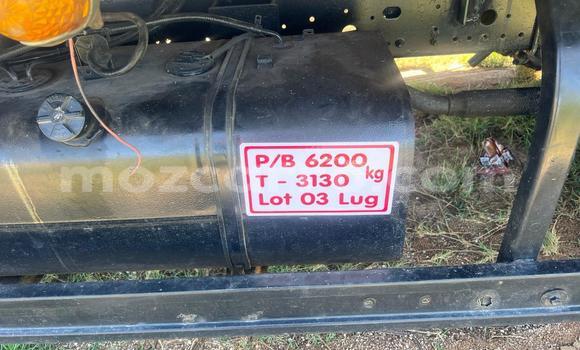 P/B 6200 kg
T - 3130
Lot 03 Lug